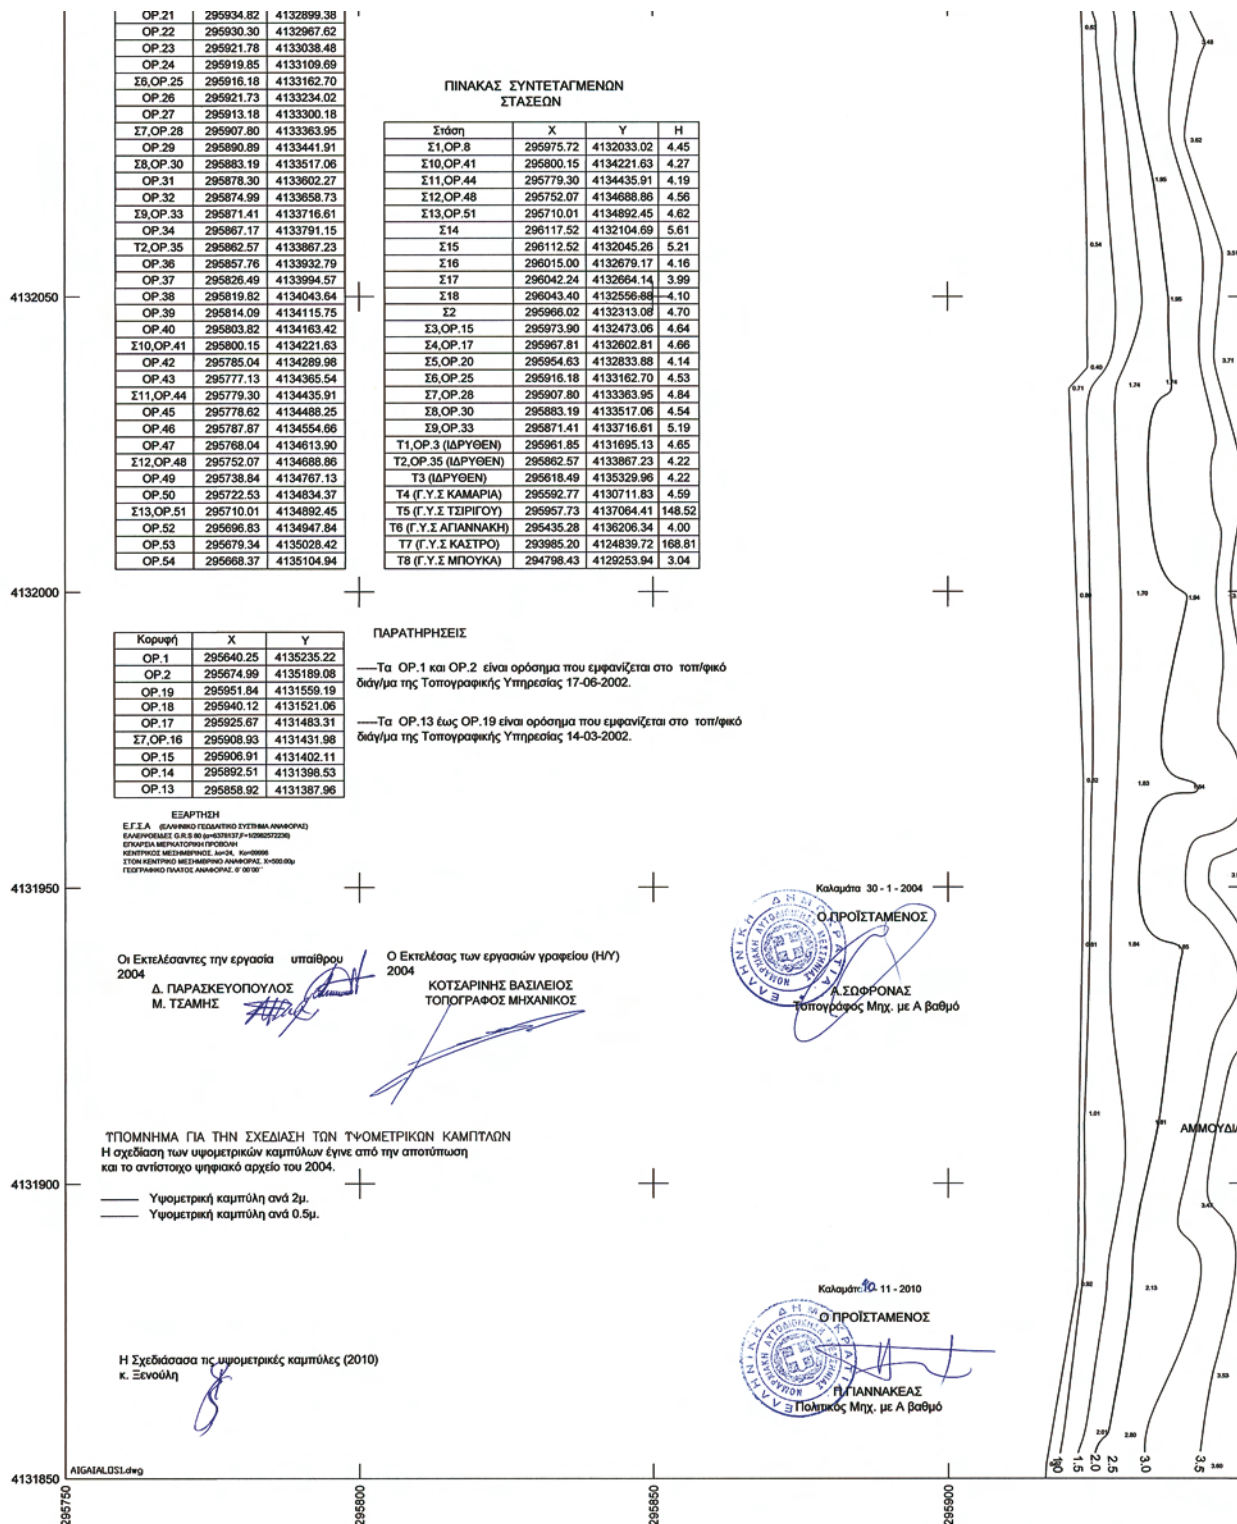 ΟΡ.21 295934.82 4132899.38
ΟΡ.22 295930.30 4132967.62
ΟΡ.23 295921.78 4133038.48
ΟΡ.24 295919.85 4133109.69
Σ6,ΟΡ.25 295916.18 4133162.70
ΟΡ.26 295921.73 4133234.02
ΟΡ.27 295913.18 4133300.18
Σ7,ΟΡ.28 295907.80 4133363.95
ΟΡ.29 295890.89 4133441.91
Σ8,ΟΡ.30 295883.19 4133517.06
ΟΡ.31 295878.30 4133602.27
ΟΡ.32 295874.99 4133658.73
Σ9,ΟΡ.33 295871.41 4133716.61
ΟΡ.34 295867.17 4133791.15
Τ2,ΟΡ.35 295862.57 4133867.23
ΟΡ.36 295857.76 4133932.79
ΟΡ.37 295826.49 4133994.57
ΟΡ.38 295819.82 4134043.64
ΟΡ.39 295814.09 4134115.75
ΟΡ.40 295803.82 4134163.42
Σ10,ΟΡ.41 295800.15 4134221.63
ΟΡ.42 295785.04 4134289.98
ΟΡ.43 295777.13 4134365.54
Σ11,ΟΡ.44 295779.30 4134435.91
ΟΡ.45 295778.62 4134488.25
ΟΡ.46 295787.87 4134554.66
ΟΡ.47 295768.04 4134613.90
Σ12,ΟΡ.48 295752.07 4134688.86
ΟΡ.49 295738.84 4134767.13
ΟΡ.50 295722.53 4134834.37
Σ13,ΟΡ.51 295710.01 4134892.45
ΟΡ.52 295696.83 4134947.84
ΟΡ.53 295679.34 4135028.42
ΟΡ.54 295668.37 4135104.94
ΠΙΝΑΚΑΣ ΣΥΝΤΕΤΑΓΜΕΝΩΝ
ΣΤΑΣΕΩΝ
Στάση X Y H
Σ1,ΟΡ.8 295975.72 4132033.02 4.45
Σ10,ΟΡ.41 295800.15 4134221.63 4.27
Σ11,ΟΡ.44 295779.30 4134435.91 4.19
Σ12,ΟΡ.48 295752.07 4134688.86 4.56
Σ13,ΟΡ.51 295710.01 4134892.45 4.62
Σ14 296117.52 4132104.69 5.61
Σ15 296112.52 4132045.26 5.21
Σ16 296015.00 4132679.17 4.16
Σ17 296042.24 4132664.14 3.99
Σ18 296043.40 4132556.88 4.10
Σ2 295966.02 4132313.08 4.70
Σ3,ΟΡ.15 295973.90 4132473.06 4.64
Σ4,ΟΡ.17 295967.81 4132602.81 4.66
Σ5,ΟΡ.20 295954.63 4132833.88 4.14
Σ6,ΟΡ.25 295916.18 4133162.70 4.53
Σ7,ΟΡ.28 295907.80 4133363.95 4.84
Σ8,ΟΡ.30 295883.19 4133517.06 4.54
Σ9,ΟΡ.33 295871.41 4133716.61 5.19
Τ1,ΟΡ.3 (ΙΔΡΥΘΕΝ) 295961.85 4131695.13 4.65
Τ2,ΟΡ.35 (ΙΔΡΥΘΕΝ) 295862.57 4133867.23 4.22
Τ3 (ΙΔΡΥΘΕΝ) 295618.49 4135329.96 4.22
Τ4 (Γ.Υ.Σ ΚΑΜΑΡΙΑ) 295592.77 4130711.83 4.59
Τ5 (Γ.Υ.Σ ΤΣΙΡΙΓΟΥ) 295957.73 4137064.41 148.52
Τ6 (Γ.Υ.Σ ΑΓΙΑΝΝΑΚΗ) 295435.28 4136206.34 4.00
Τ7 (Γ.Υ.Σ ΚΑΣΤΡΟ) 293985.20 4124839.72 168.81
Τ8 (Γ.Υ.Σ ΜΠΟΥΚΑ) 294798.43 4129253.94 3.04
4132050
4132000
Κορυφή X Y
ΟΡ.1 295640.25 4135235.22
ΟΡ.2 295674.99 4135189.08
ΟΡ.19 295951.84 4131559.19
ΟΡ.18 295940.12 4131521.06
ΟΡ.17 295925.67 4131483.31
Σ7,ΟΡ.16 295908.93 4131431.98
ΟΡ.15 295906.91 4131402.11
ΟΡ.14 295892.51 4131398.53
ΟΡ.13 295858.92 4131387.96
ΠΑΡΑΤΗΡΗΣΕΙΣ
----Τα ΟΡ.1 και ΟΡ.2 είναι ορόσημα που εμφανίζεται στο τοπ/φικό
διάγ/μα της Τοπογραφικής Υπηρεσίας 17-06-2002.
----Τα ΟΡ.13 έως ΟΡ.19 είναι ορόσημα που εμφανίζεται στο τοπ/φικό
διάγ/μα της Τοπογραφικής Υπηρεσίας 14-03-2002.
ΕΞΑΡΤΗΣΗ
Ε.Γ.Σ.Α (ΕΛΛΗΝΙΚΟ ΓΕΩΔΑΙΤΙΚΟ ΣΥΣΤΗΜΑ ΑΝΑΦΟΡΑΣ)
ΕΓΚΑΡΣΙΑ ΜΕΡΚΑΤΟΡΙΚΗ ΠΡΟΒΟΛΗ
4131950
Καλαμάτα 30 - 1 - 2004
Ο ΠΡΟΪΣΤΑΜΕΝΟΣ
ΕΛΛΗΝΙΚΗ ΔΗΜΟΚΡΑΤΙΑ
ΝΟΜΑΡΧΙΑΚΗ ΑΥΤΟΔΙΟΙΚΗΣΗ ΜΕΣΣΗΝΙΑΣ
Α.ΣΩΦΡΟΝΑΣ
Τοπογράφος Μηχ. με Α βαθμό
Οι Εκτελέσαντες την εργασία υπαίθρου
2004
Δ. ΠΑΡΑΣΚΕΥΟΠΟΥΛΟΣ
Μ. ΤΣΑΜΗΣ
Ο Εκτελέσας των εργασιών γραφείου (Η/Υ)
2004
ΚΟΤΣΑΡΙΝΗΣ ΒΑΣΙΛΕΙΟΣ
ΤΟΠΟΓΡΑΦΟΣ ΜΗΧΑΝΙΚΟΣ
ΥΠΟΜΝΗΜΑ ΓΙΑ ΤΗΝ ΣΧΕΔΙΑΣΗ ΤΩΝ ΥΨΟΜΕΤΡΙΚΩΝ ΚΑΜΠΥΛΩΝ
Η σχεδίαση των υψομετρικών καμπύλων έγινε από την αποτύπωση
και το αντίστοιχο ψηφιακό αρχείο του 2004.
4131900
Υψομετρική καμπύλη ανά 2μ.
Υψομετρική καμπύλη ανά 0.5μ.
ΑΜΜΟΥΔΙ
Καλαμάτα 10 11 - 2010
Ο ΠΡΟΪΣΤΑΜΕΝΟΣ
ΕΛΛΗΝΙΚΗ ΔΗΜΟΚΡΑΤΙΑ
ΝΟΜΑΡΧΙΑΚΗ ΑΥΤΟΔΙΟΙΚΗΣΗ ΜΕΣΣΗΝΙΑΣ
Π.ΓΙΑΝΝΑΚΕΑΣ
Πολιτικός Μηχ. με Α βαθμό
Η Σχεδιάσασα τις υψομετρικές καμπύλες (2010)
κ. Ξενούλη
1.5 2.0 2.5 3.0 3.5
AIGAIALOS1.dwg
4131850
295750 295800 295850 295900